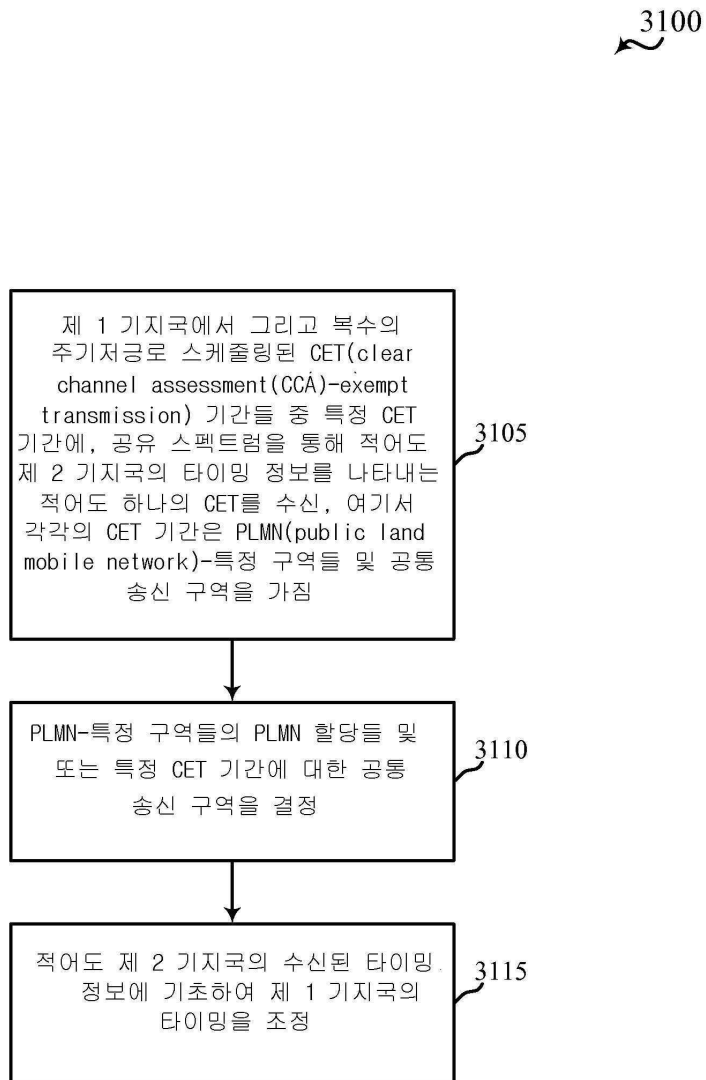 3100
제 1 기지국에서 그리고 복수의
주기저긍로 스케줄링된 CET(clear
channel assessment(CCA)-exempt
transmission) 기간들 중 특정 CET
기간에, 공유 스펙트럼을 통해 적어도
제 2 기지국의 타이밍 정보를 나타내는
적어도 하나의 CET를 수신, 여기서
각각의 CET 기간은 PLMN(public land
mobile network)-특정 구역들 및 공통
송신 구역을 가짐
3105
PLMN-특정 구역들의 PLMN 할당들 및
또는 특정 CET 기간에 대한 공통
송신 구역을 결정
3110
적어도 제 2 기지국의 수신된 타이밍
정보에 기초하여 제 1 기지국의
타이밍을 조정
3115